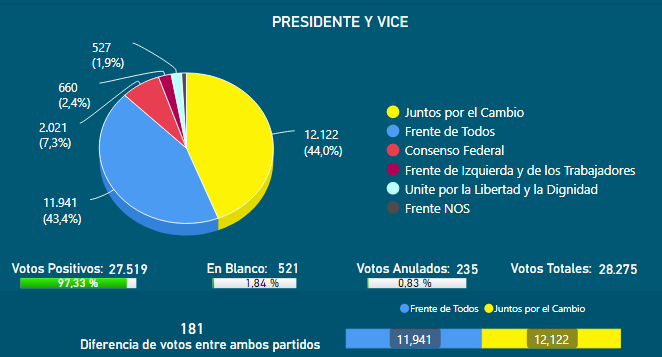 PRESIDENTE Y VICE
527
(1,9%)
660
(2,4%)
2.021
(7,3%)
11.941
(43,4%)
12.122
(44,0%)
Juntos por el Cambio
Frente de Todos
Consenso Federal
Frente de Izquierda y de los Trabajadores
Unite por la Libertad y la Dignidad
Frente NOS
Votos Positivos: 27.519
97,33 %
En Blanco: 521
1,84 %
Votos Anulados: 235
0,83 %
Votos Totales: 28.275
Frente de Todos Juntos por el Cambio
181
Diferencia de votos entre ambos partidos
11,941 12,122